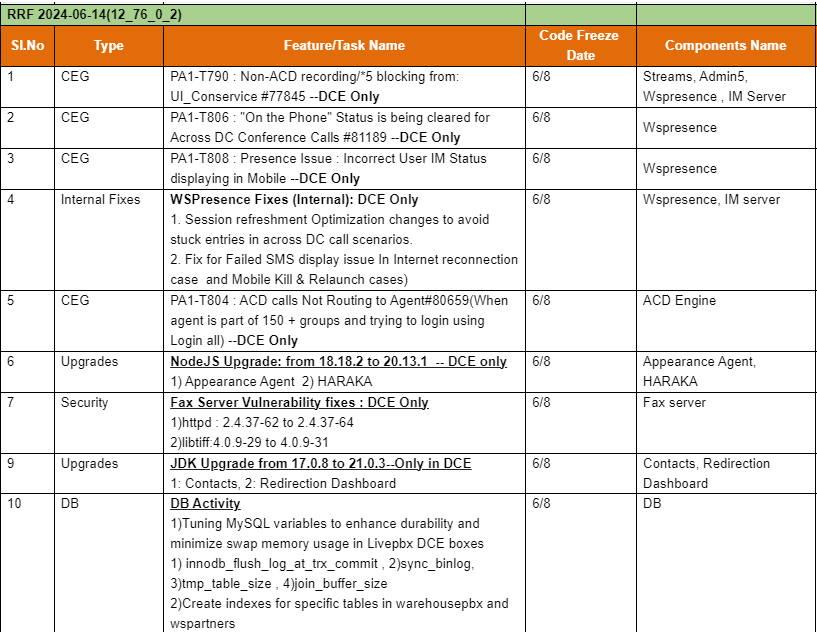 RRF 2024-06-14(12_76_0_2)
Sl.No Type Feature/Task Name Code Freeze Date Components Name
1 CEG PA1-T790 : Non-ACD recording/*5 blocking from: 6/8 Streams, Admin5,
UI_Conservice #77845 --DCE Only Wspresence , IM Server
2 CEG PA1-T806 : "On the Phone" Status is being cleared for 6/8 Wspresence
Across DC Conference Calls #81189 --DCE Only
3 CEG PA1-T808 : Presence Issue : Incorrect User IM Status 6/8 Wspresence
displaying in Mobile --DCE Only
4 Internal Fixes WSPresence Fixes (Internal): DCE Only 6/8 Wspresence, IM server
1. Session refreshment Optimization changes to avoid
stuck entries in across DC call scenarios.
2. Fix for Failed SMS display issue In Internet reconnection
case  and Mobile Kill & Relaunch cases)
5 CEG PA1-T804 : ACD calls Not Routing to Agent#80659(When 6/8 ACD Engine
agent is part of 150 + groups and trying to login using
Login all) --DCE Only
6 Upgrades NodeJS Upgrade: from 18.18.2 to 20.13.1  -- DCE only 6/8 Appearance Agent,
1) Appearance Agent  2) HARAKA HARAKA
7 Security Fax Server Vulnerability fixes : DCE Only 6/8 Fax server
1)httpd : 2.4.37-62 to 2.4.37-64
2)libtiff:4.0.9-29 to 4.0.9-31
9 Upgrades JDK Upgrade from 17.0.8 to 21.0.3--Only in DCE 6/8 Contacts, Redirection
1: Contacts, 2: Redirection Dashboard Dashboard
10 DB DB Activity 6/8 DB
1)Tuning MySQL variables to enhance durability and
minimize swap memory usage in Livepbx DCE boxes
1) innodb_flush_log_at_trx_commit , 2)sync_binlog,
3)tmp_table_size , 4)join_buffer_size
2)Create indexes for specific tables in warehousepbx and
wspartners